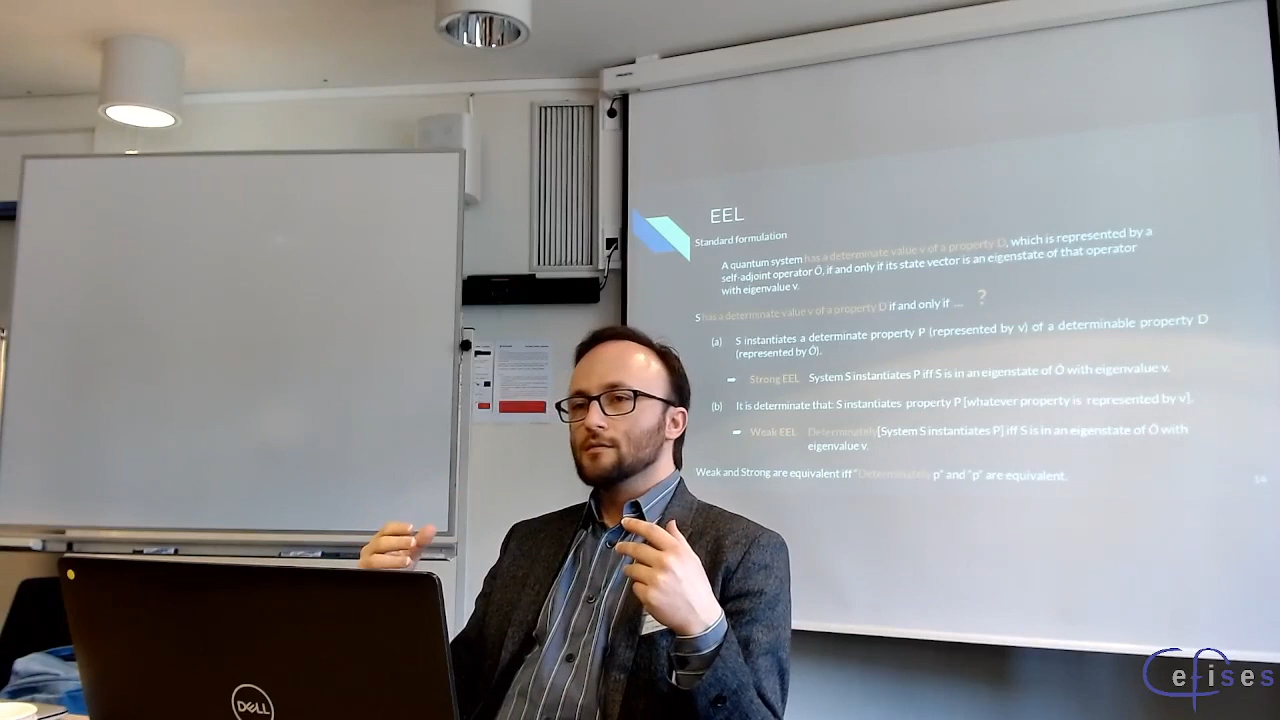 EEL
Standard formulation
A quantum system has a determinate value v of a property D, which is represented by a
self-adjoint operator Ô, if and only if its state vector is an eigenstate of that operator
with eigenvalue v.
S has a determinate value v of a property D if and only if ... ?
(a) S instantiates a determinate property P (represented by v) of a determinable property D
(represented by Ô).
Strong EEL System S instantiates P iff S is in an eigenstate of Ô with eigenvalue v.
(b) It is determinate that: S instantiates property P [whatever property is represented by v].
Weak EEL Determinately[System S instantiates P] iff S is in an eigenstate of Ô with
eigenvalue v.
Weak and Strong are equivalent iff "Determinately p" and "p" are equivalent.
14
DELL
Cefises